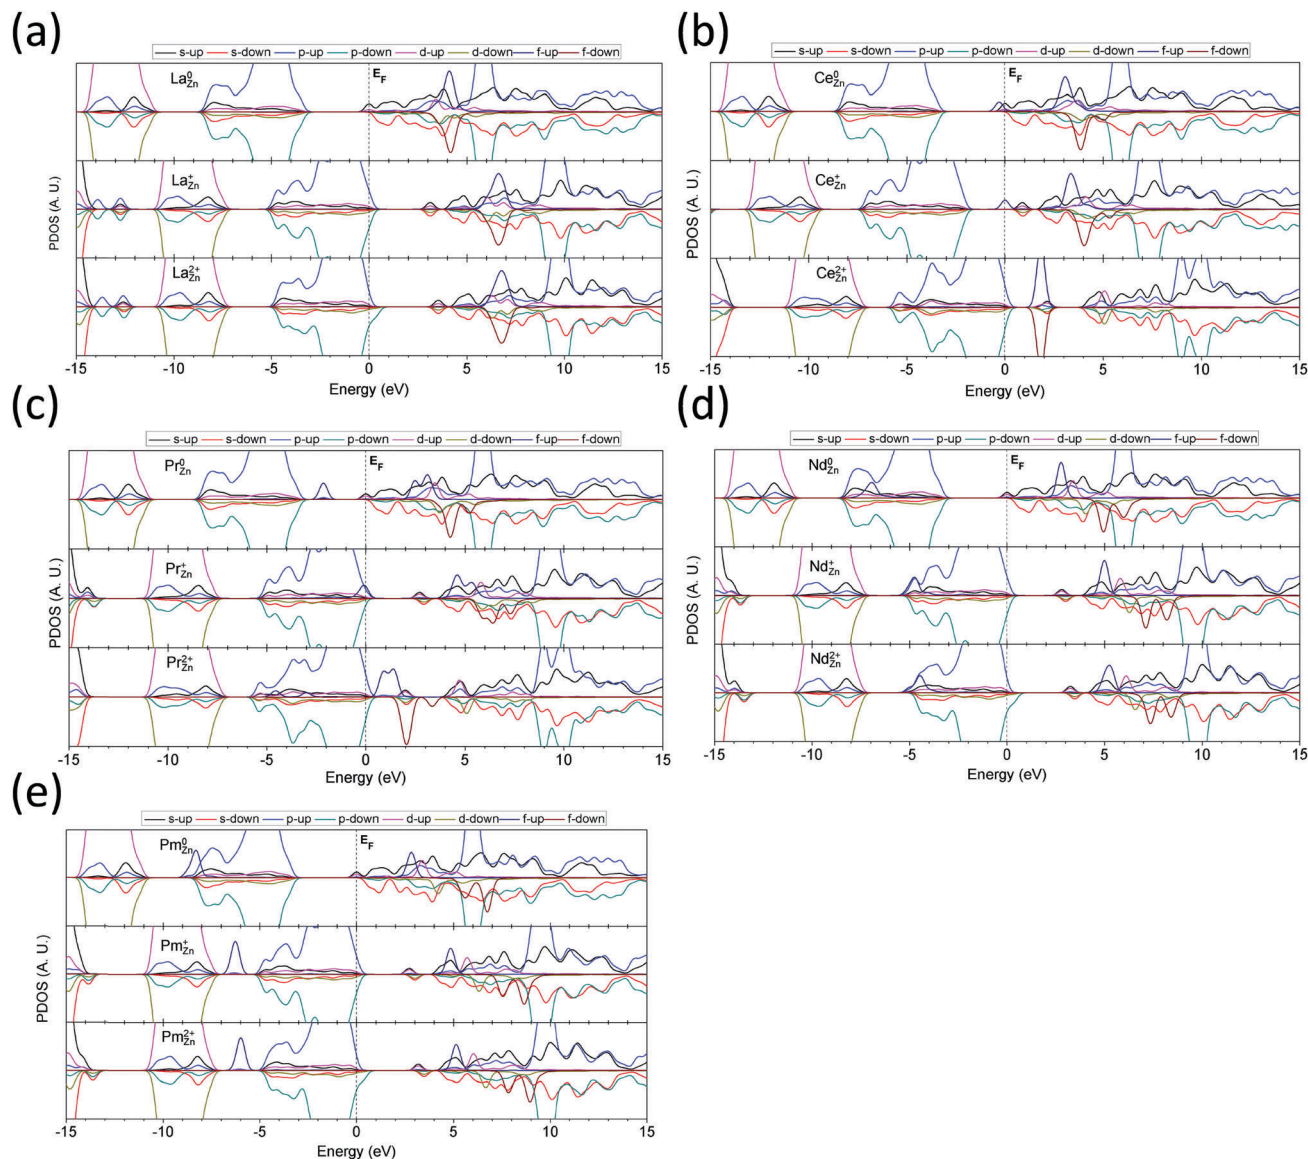 (a)
s-up s-down p-up p-down d-up d-down f-up f-down
La⁰Zn
EF
La⁺Zn
La²⁺Zn
PDOS (A. U.)
-15 -10 -5 0 5 10 15
Energy (eV)
(b)
s-up s-down p-up p-down d-up d-down f-up f-down
Ce⁰Zn
EF
Ce⁺Zn
Ce²⁺Zn
PDOS (A. U.)
-15 -10 -5 0 5 10 15
Energy (eV)
(c)
s-up s-down p-up p-down d-up d-down f-up f-down
Pr⁰Zn
EF
Pr⁺Zn
Pr²⁺Zn
PDOS (A. U.)
-15 -10 -5 0 5 10 15
Energy (eV)
(d)
s-up s-down p-up p-down d-up d-down f-up f-down
Nd⁰Zn
EF
Nd⁺Zn
Nd²⁺Zn
PDOS (A. U.)
-15 -10 -5 0 5 10 15
Energy (eV)
(e)
s-up s-down p-up p-down d-up d-down f-up f-down
Pm⁰Zn
EF
Pm⁺Zn
Pm²⁺Zn
PDOS (A. U.)
-15 -10 -5 0 5 10 15
Energy (eV)